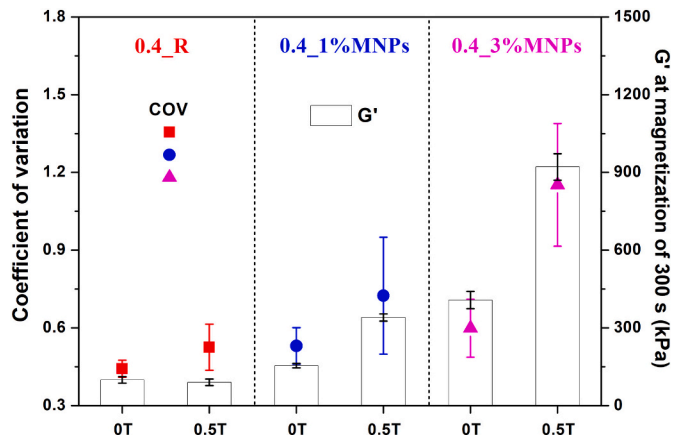 1.8
1.5
1.2
0.9
0.6
0.3
Coefficient of variation
0.4_R
0.4_1%MNPs
0.4_3%MNPs
COV
G'
1500
1200
900
600
300
0
G' at magnetization of 300 s (kPa)
0T
0.5T
0T
0.5T
0T
0.5T